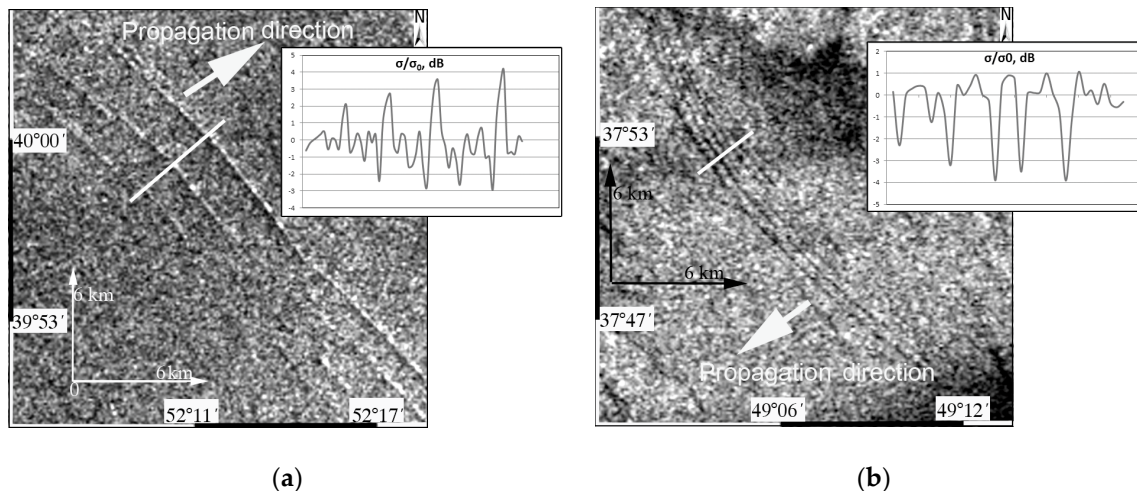 Propagation direction
N
σ/σ₀, dB
5
4
3
2
1
0
-1
-2
-3
-4
40°00′
39°53′
6 km
6 km
0
52°11′
52°17′
(a)
N
σ/σ0, dB
2
1
0
-1
-2
-3
-4
-5
37°53
37°47′
6 km
6 km
Propagation direction
49°06′
49°12′
(b)